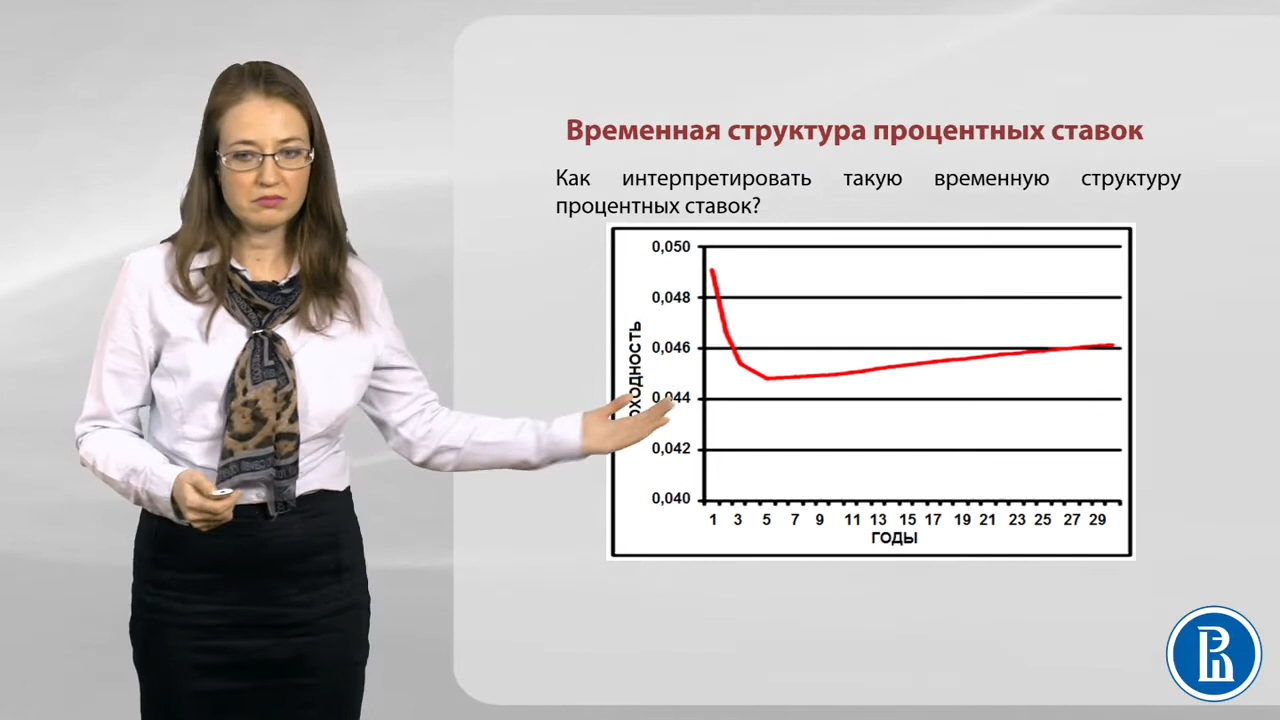 Временная структура процентных ставок
Как интерпретировать такую временную структуру
процентных ставок?
0,050
0,048
0,046
0,044
0,042
0,040
1 3 5 7 9 11 13 15 17 19 21 23 25 27 29
ГОДЫ